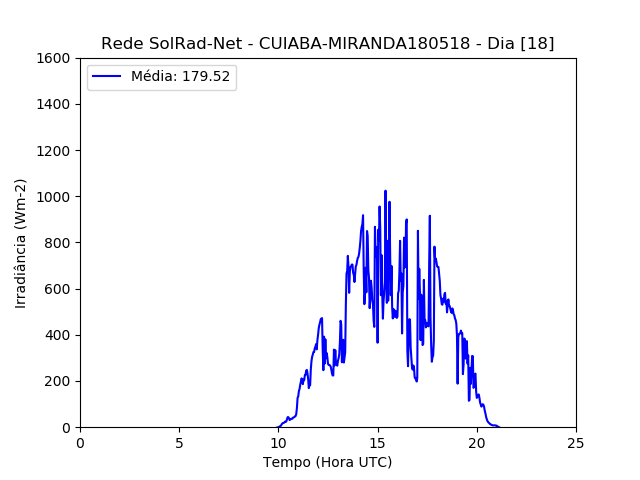 Rede SolRad-Net - CUIABA-MIRANDA180518 - Dia [18]
Média: 179.52
1600
1400
1200
1000
800
600
400
200
0
Irradiância (Wm-2)
0 5 10 15 20 25
Tempo (Hora UTC)